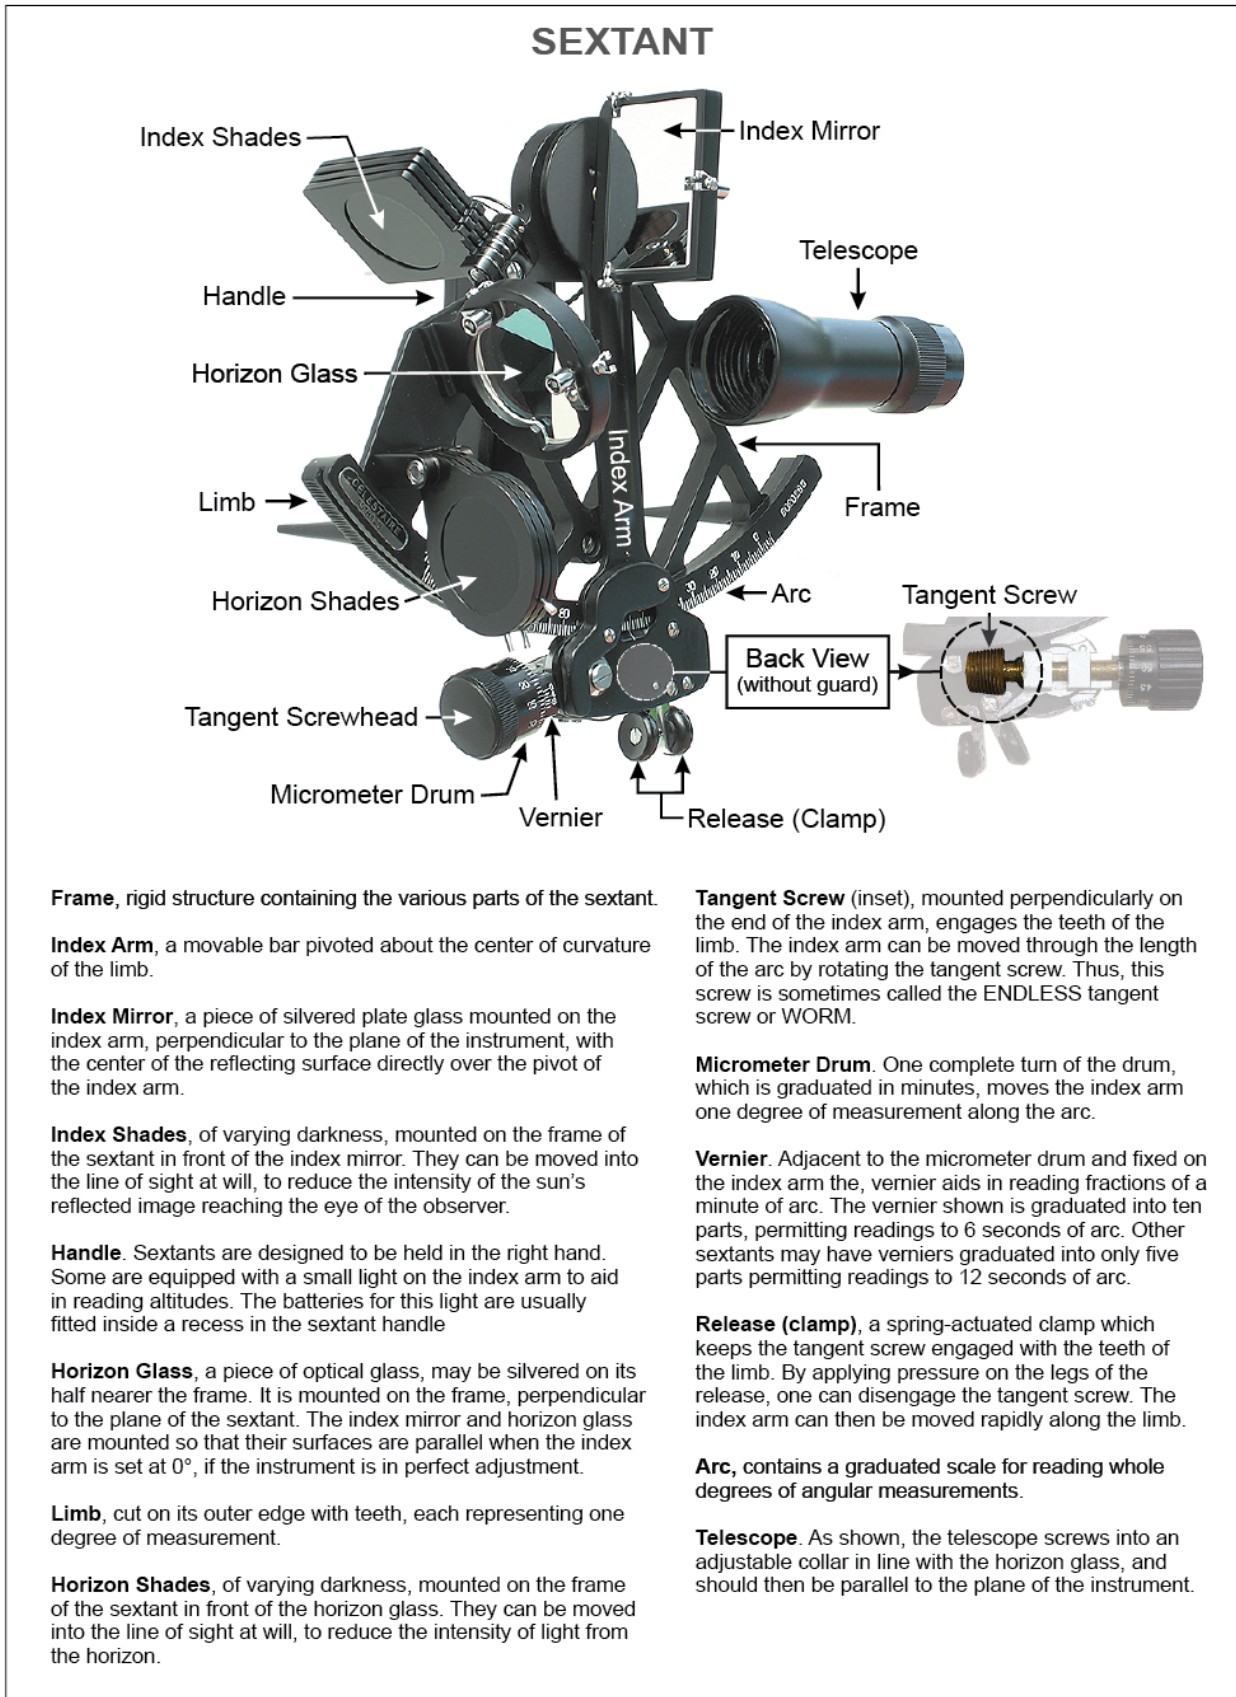 SEXTANT
Index Shades
Index Mirror
Telescope
Handle
Horizon Glass
Index Arm
Limb
CELESTAIRE
Frame
Horizon Shades
80
30
20
10
0
Arc
Tangent Screw
Back View
(without guard)
Tangent Screwhead
Micrometer Drum
Vernier
Release (Clamp)
Frame, rigid structure containing the various parts of the sextant.
Index Arm, a movable bar pivoted about the center of curvature
of the limb.
Index Mirror, a piece of silvered plate glass mounted on the
index arm, perpendicular to the plane of the instrument, with
the center of the reflecting surface directly over the pivot of
the index arm.
Index Shades, of varying darkness, mounted on the frame of
the sextant in front of the index mirror. They can be moved into
the line of sight at will, to reduce the intensity of the sun’s
reflected image reaching the eye of the observer.
Handle. Sextants are designed to be held in the right hand.
Some are equipped with a small light on the index arm to aid
in reading altitudes. The batteries for this light are usually
fitted inside a recess in the sextant handle
Horizon Glass, a piece of optical glass, may be silvered on its
half nearer the frame. It is mounted on the frame, perpendicular
to the plane of the sextant. The index mirror and horizon glass
are mounted so that their surfaces are parallel when the index
arm is set at 0°, if the instrument is in perfect adjustment.
Limb, cut on its outer edge with teeth, each representing one
degree of measurement.
Horizon Shades, of varying darkness, mounted on the frame
of the sextant in front of the horizon glass. They can be moved
into the line of sight at will, to reduce the intensity of light from
the horizon.
Tangent Screw (inset), mounted perpendicularly on
the end of the index arm, engages the teeth of the
limb. The index arm can be moved through the length
of the arc by rotating the tangent screw. Thus, this
screw is sometimes called the ENDLESS tangent
screw or WORM.
Micrometer Drum. One complete turn of the drum,
which is graduated in minutes, moves the index arm
one degree of measurement along the arc.
Vernier. Adjacent to the micrometer drum and fixed on
the index arm the, vernier aids in reading fractions of a
minute of arc. The vernier shown is graduated into ten
parts, permitting readings to 6 seconds of arc. Other
sextants may have verniers graduated into only five
parts permitting readings to 12 seconds of arc.
Release (clamp), a spring-actuated clamp which
keeps the tangent screw engaged with the teeth of
the limb. By applying pressure on the legs of the
release, one can disengage the tangent screw. The
index arm can then be moved rapidly along the limb.
Arc, contains a graduated scale for reading whole
degrees of angular measurements.
Telescope. As shown, the telescope screws into an
adjustable collar in line with the horizon glass, and
should then be parallel to the plane of the instrument.